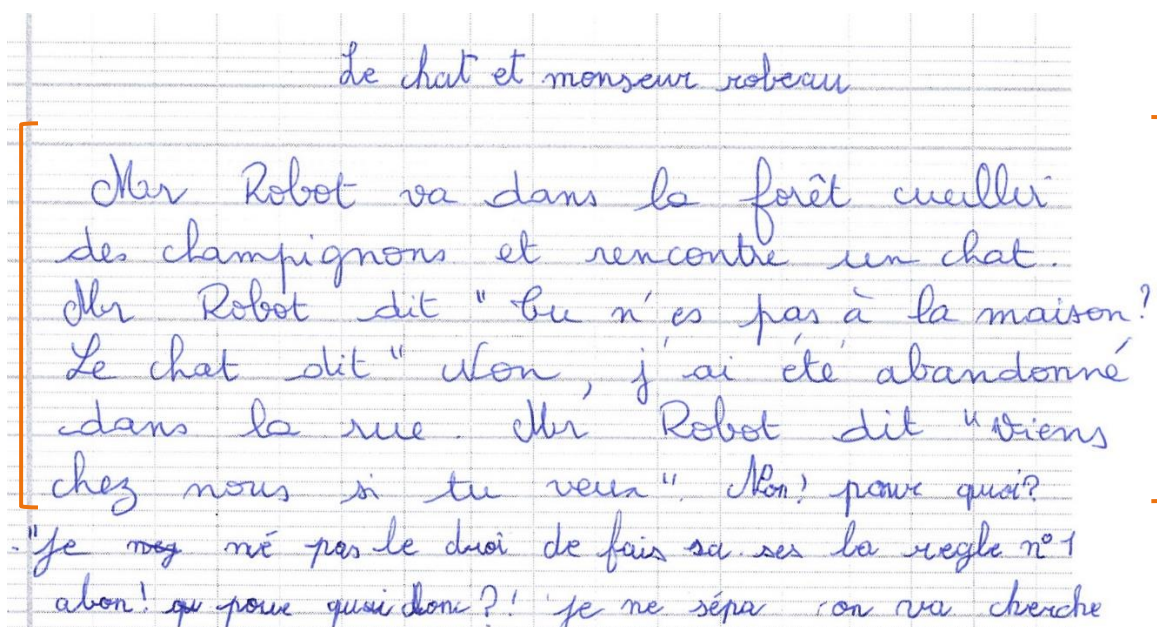 Le chat et monseur robeau
Mr Robot va dans la forêt cueillir
des champignons et rencontre un chat.
Mr Robot dit " tu n'es pas à la maison?
Le chat dit " Non, j'ai été abandonné
dans la rue. Mr Robot dit "viens
chez nous si tu veux". Non! pour quoi?
"Je né pas le droi de fais sa ses la regle n°1
abon! pour quoi donc?! je ne sépa on va cherche